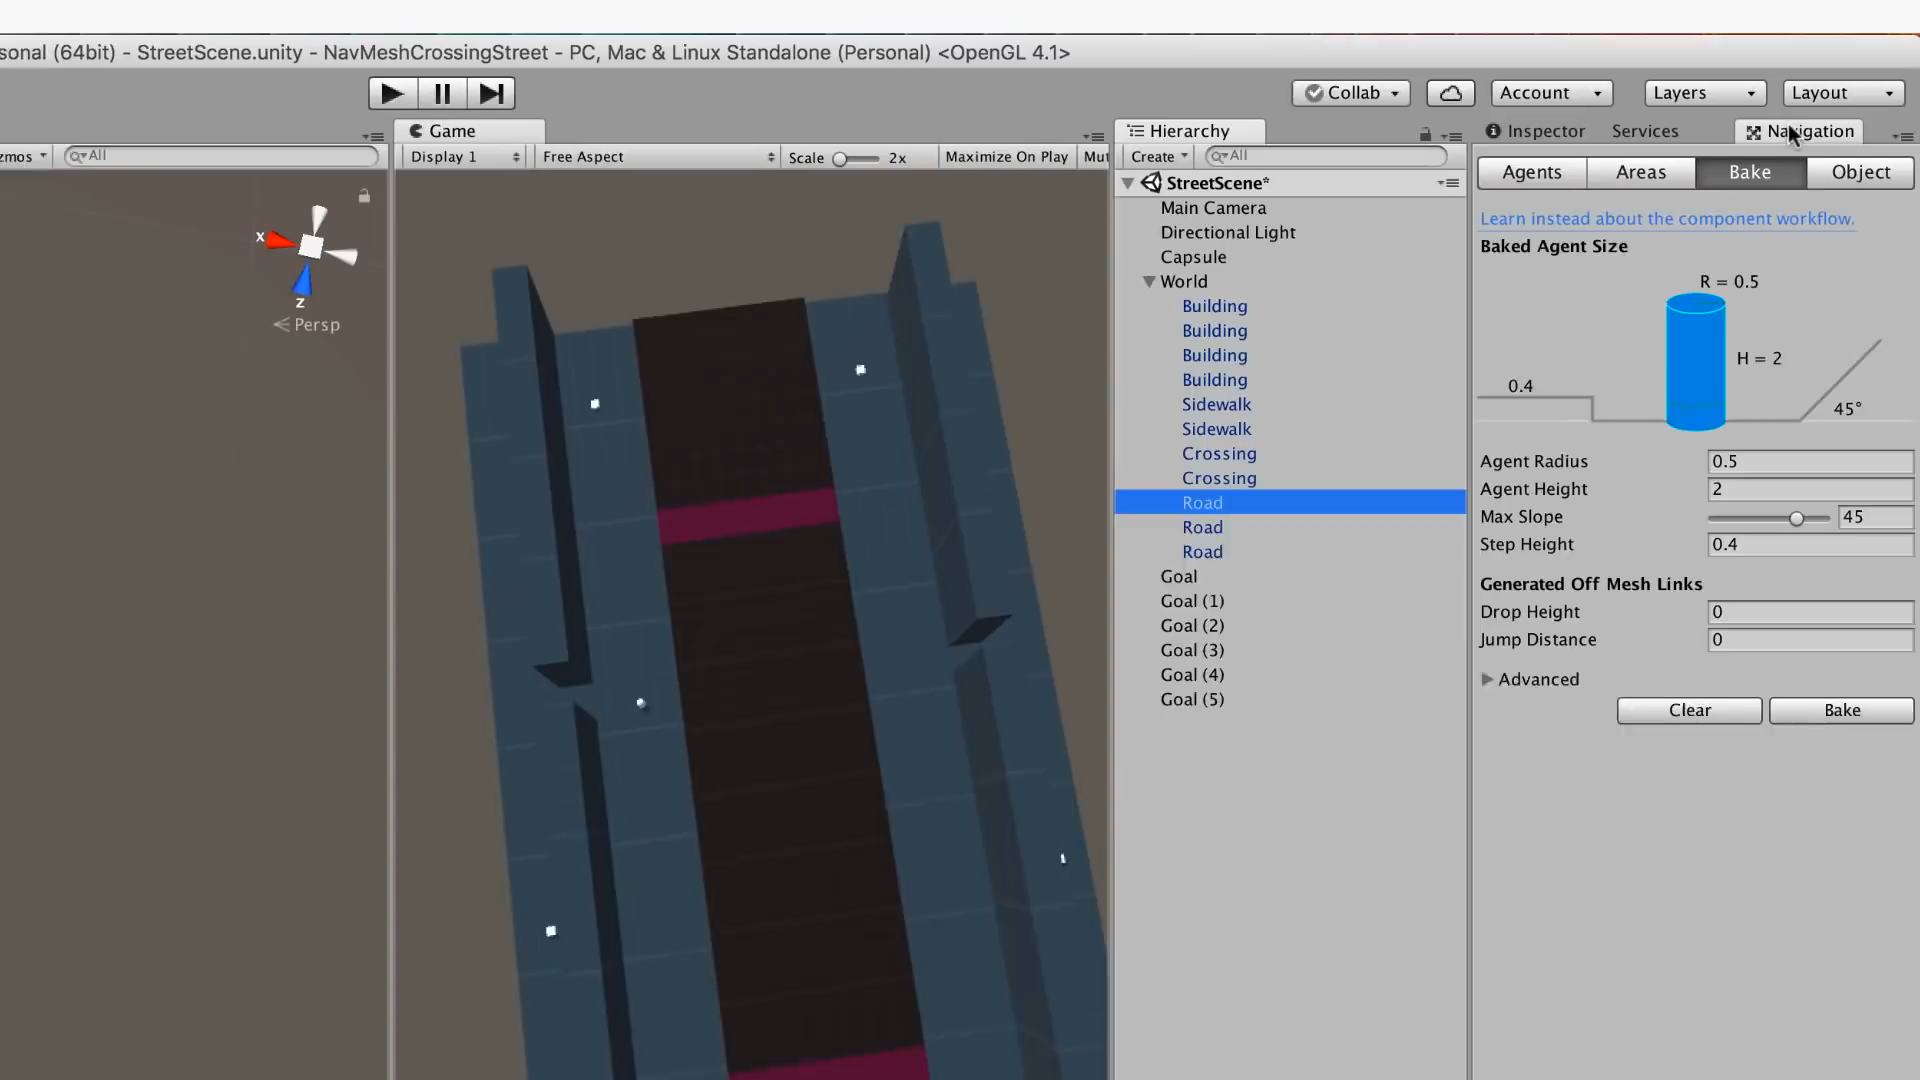 sonal (64bit) - StreetScene.unity - NavMeshCrossingStreet - PC, Mac & Linux Standalone (Personal) <OpenGL 4.1>
Collab
Account
Layers
Layout
Game
Hierarchy
Inspector
Services
Navigation
zmos
All
Display 1
Free Aspect
Scale
2x
Maximize On Play
Mut
Create
All
Agents
Areas
Bake
Object
StreetScene*
Main Camera
Directional Light
Capsule
World
Building
Building
Building
Building
Sidewalk
Sidewalk
Crossing
Crossing
Road
Road
Road
Goal
Goal (1)
Goal (2)
Goal (3)
Goal (4)
Goal (5)
x
z
Persp
Learn instead about the component workflow.
Baked Agent Size
R = 0.5
H = 2
0.4
45°
Agent Radius 0.5
Agent Height 2
Max Slope 45
Step Height 0.4
Generated Off Mesh Links
Drop Height 0
Jump Distance 0
Advanced
Clear
Bake